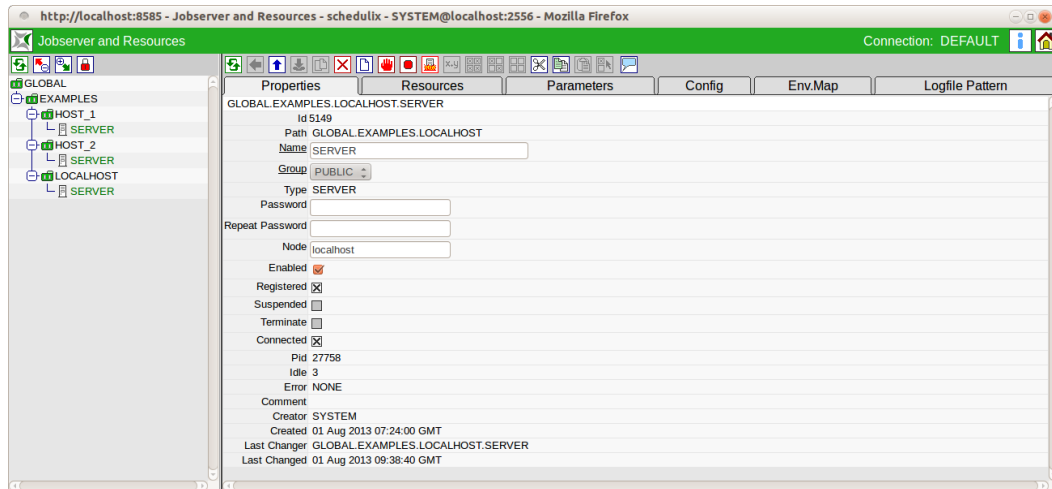 http://localhost:8585 - Jobserver and Resources - schedulix - SYSTEM@localhost:2556 - Mozilla Firefox
Jobserver and Resources
Connection: DEFAULT
GLOBAL
EXAMPLES
HOST_1
SERVER
HOST_2
SERVER
LOCALHOST
SERVER
Properties Resources Parameters Config Env.Map Logfile Pattern
GLOBAL.EXAMPLES.LOCALHOST.SERVER
Id 5149
Path GLOBAL.EXAMPLES.LOCALHOST
Name SERVER
Group PUBLIC
Type SERVER
Password
Repeat Password
Node localhost
Enabled
Registered
Suspended
Terminate
Connected
Pid 27758
Idle 3
Error NONE
Comment
Creator SYSTEM
Created 01 Aug 2013 07:24:00 GMT
Last Changer GLOBAL.EXAMPLES.LOCALHOST.SERVER
Last Changed 01 Aug 2013 09:38:40 GMT